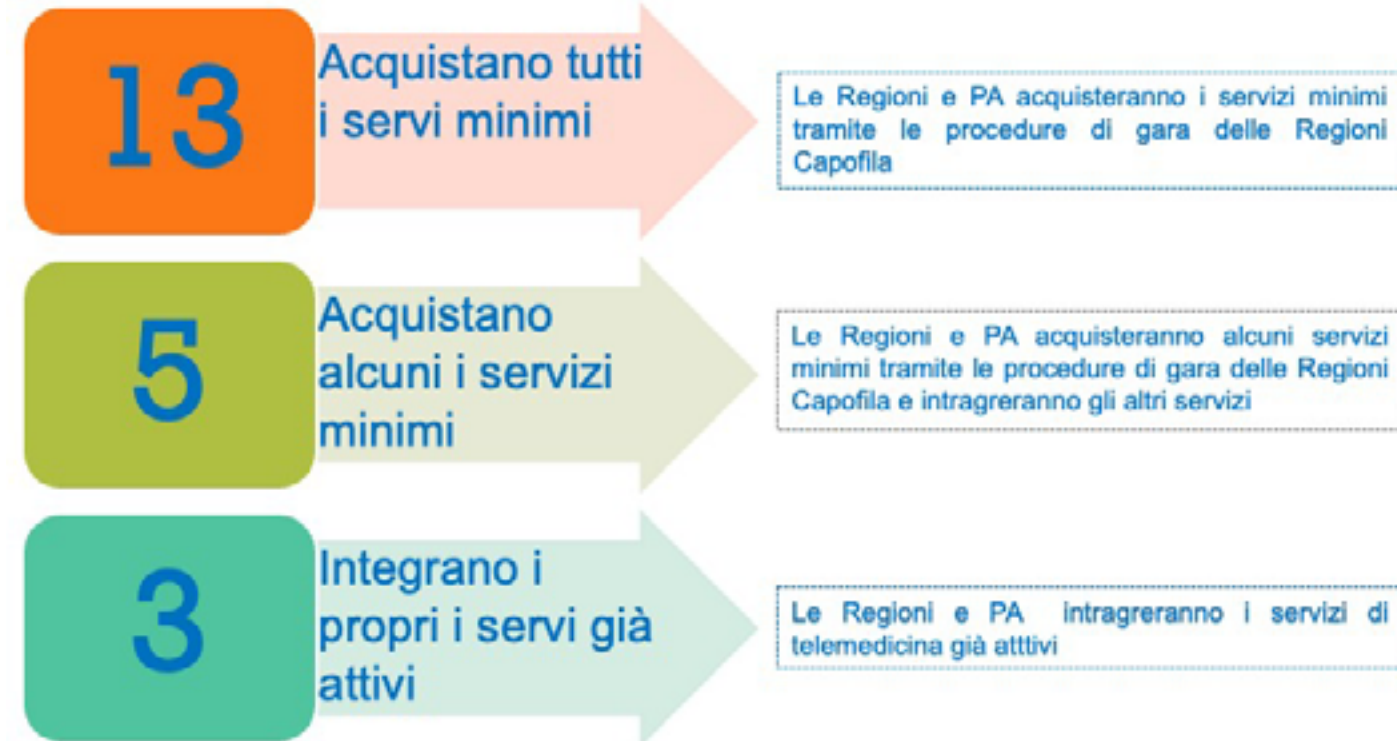 13
Acquistano tutti
i servi minimi
Le Regioni e PA acquisteranno i servizi minimi
tramite le procedure di gara delle Regioni
Capofila
5
Acquistano
alcuni i servizi
minimi
Le Regioni e PA acquisteranno alcuni servizi
minimi tramite le procedure di gara delle Regioni
Capofila e intragreranno gli altri servizi
3
Integrano i
propri i servi già
attivi
Le Regioni e PA intragreranno i servizi di
telemedicina già atttivi